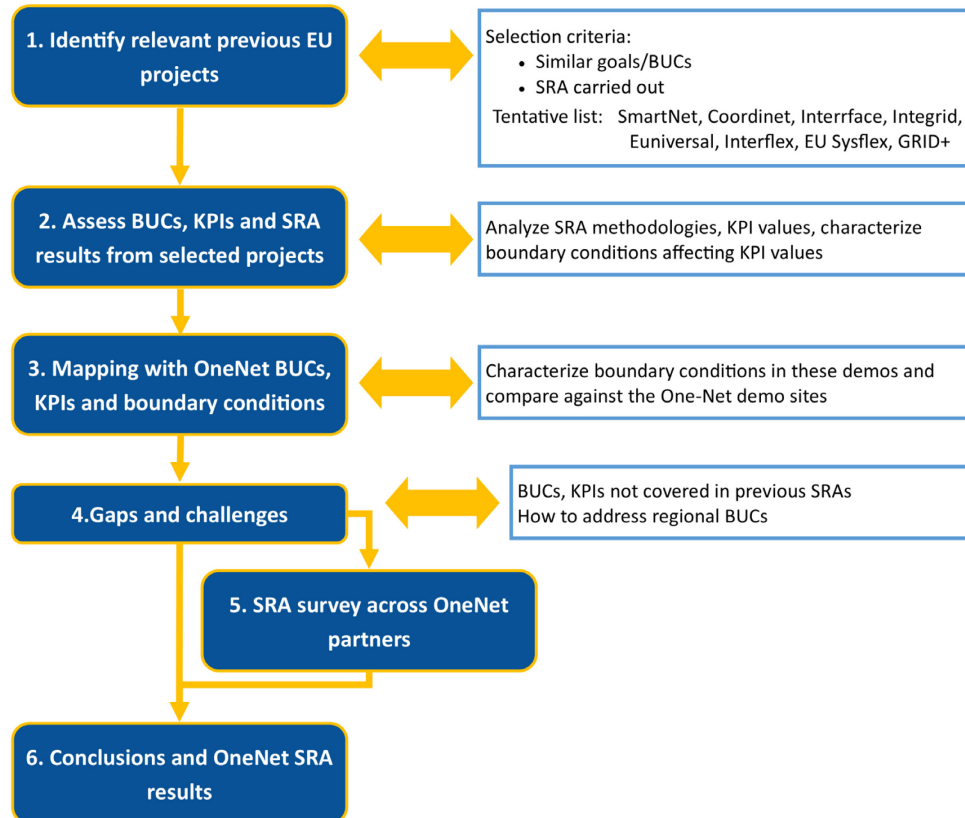 1. Identify relevant previous EU
projects
Selection criteria:
• Similar goals/BUCs
• SRA carried out
Tentative list: SmartNet, Coordinet, Interrface, Integrid,
Euniversal, Interflex, EU Sysflex, GRID+
2. Assess BUCs, KPIs and SRA
results from selected projects
Analyze SRA methodologies, KPI values, characterize
boundary conditions affecting KPI values
3. Mapping with OneNet BUCs,
KPIs and boundary conditions
Characterize boundary conditions in these demos and
compare against the One-Net demo sites
4.Gaps and challenges
BUCs, KPIs not covered in previous SRAs
How to address regional BUCs
5. SRA survey across OneNet
partners
6. Conclusions and OneNet SRA
results